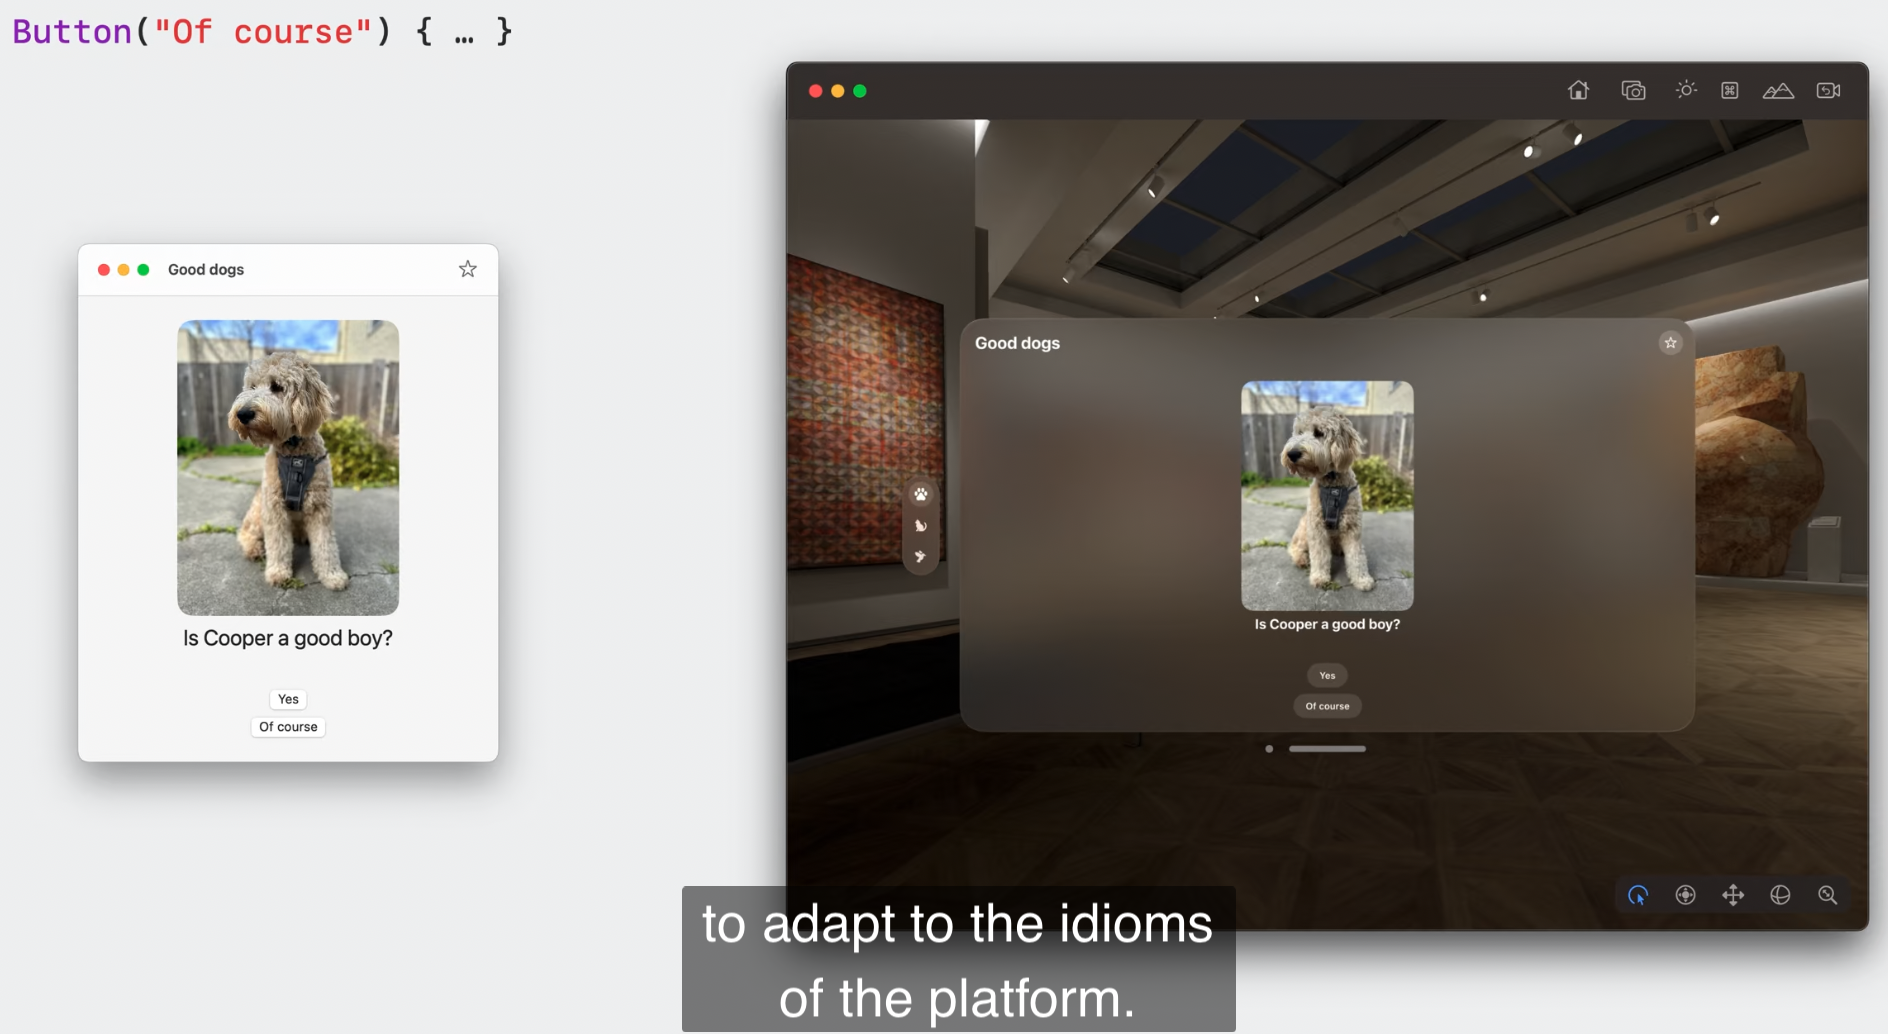 Button("Of course") { … }
Good dogs
Is Cooper a good boy?
Yes
Of course
Good dogs
Is Cooper a good boy?
Yes
Of course
to adapt to the idioms
of the platform.